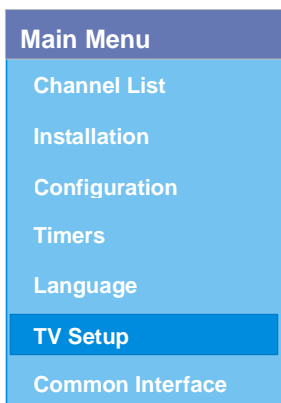 Main Menu
Channel List
Installation
Configuration
Timers
Language
TV Setup
Common Interface